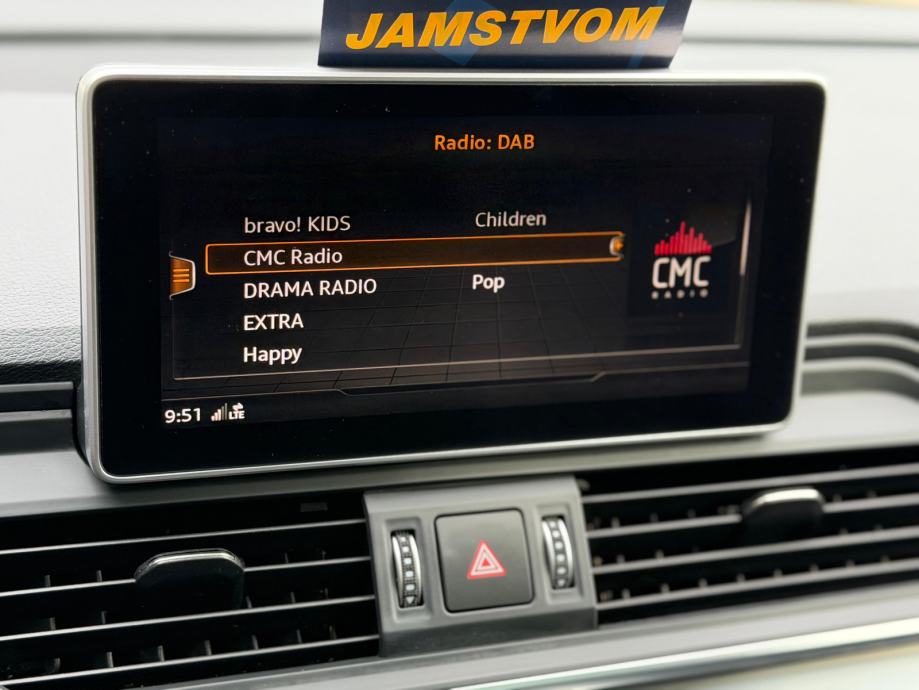 JAMSTVOM
Radio: DAB
bravo! KIDS Children
CMC Radio
DRAMA RADIO Pop
EXTRA
Happy
CMC
RADIO
9:51 LTE